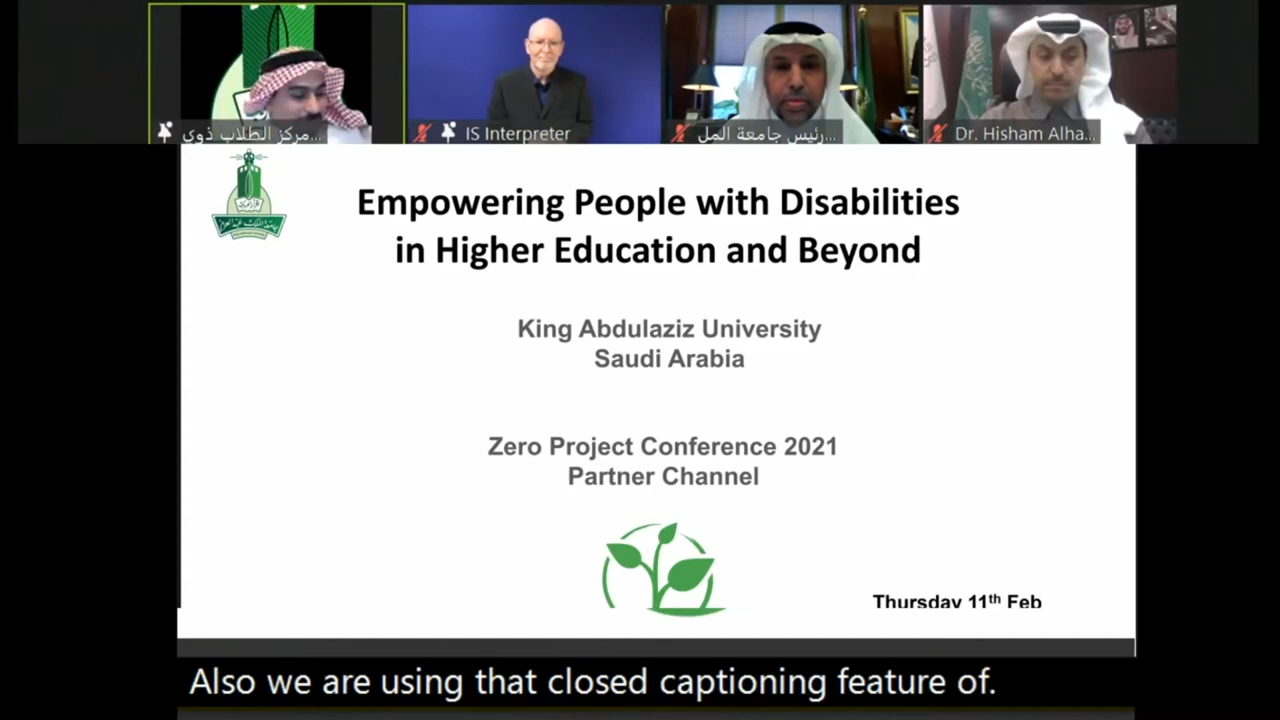 مركز الطلاب ذوي...
IS Interpreter
رئيس جامعة المل...
Dr. Hisham Alha...
Empowering People with Disabilities
in Higher Education and Beyond
King Abdulaziz University
Saudi Arabia
Zero Project Conference 2021
Partner Channel
Thursday 11th Feb
Also we are using that closed captioning feature of.